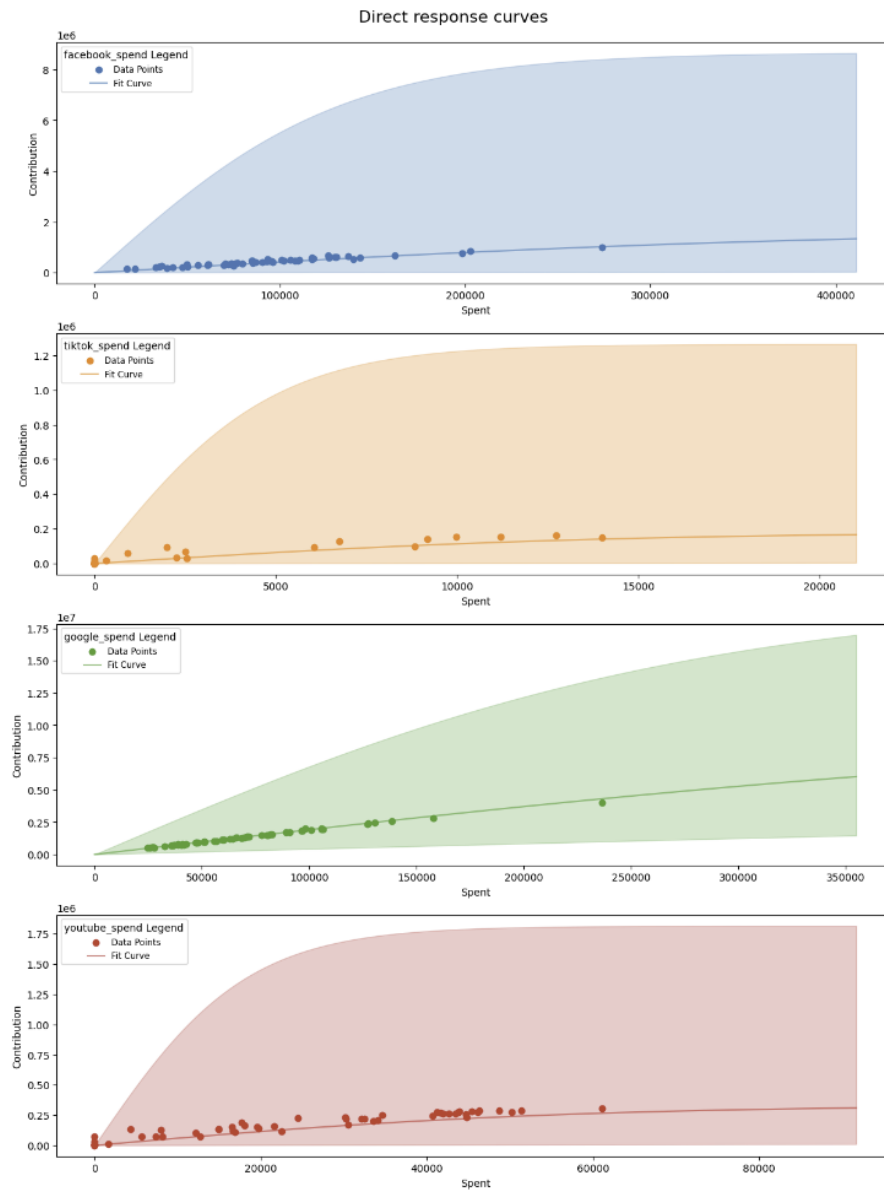 Direct response curves
1e6
facebook_spend Legend
Data Points
Fit Curve
8
6
4
2
0
Contribution
0 100000 200000 300000 400000
Spent
1e6
tiktok_spend Legend
Data Points
Fit Curve
1.2
1.0
0.8
0.6
0.4
0.2
0.0
Contribution
0 5000 10000 15000 20000
Spent
1e7
google_spend Legend
Data Points
Fit Curve
1.75
1.50
1.25
1.00
0.75
0.50
0.25
0.00
Contribution
0 50000 100000 150000 200000 250000 300000 350000
Spent
1e6
youtube_spend Legend
Data Points
Fit Curve
1.75
1.50
1.25
1.00
0.75
0.50
0.25
0.00
Contribution
0 20000 40000 60000 80000
Spent